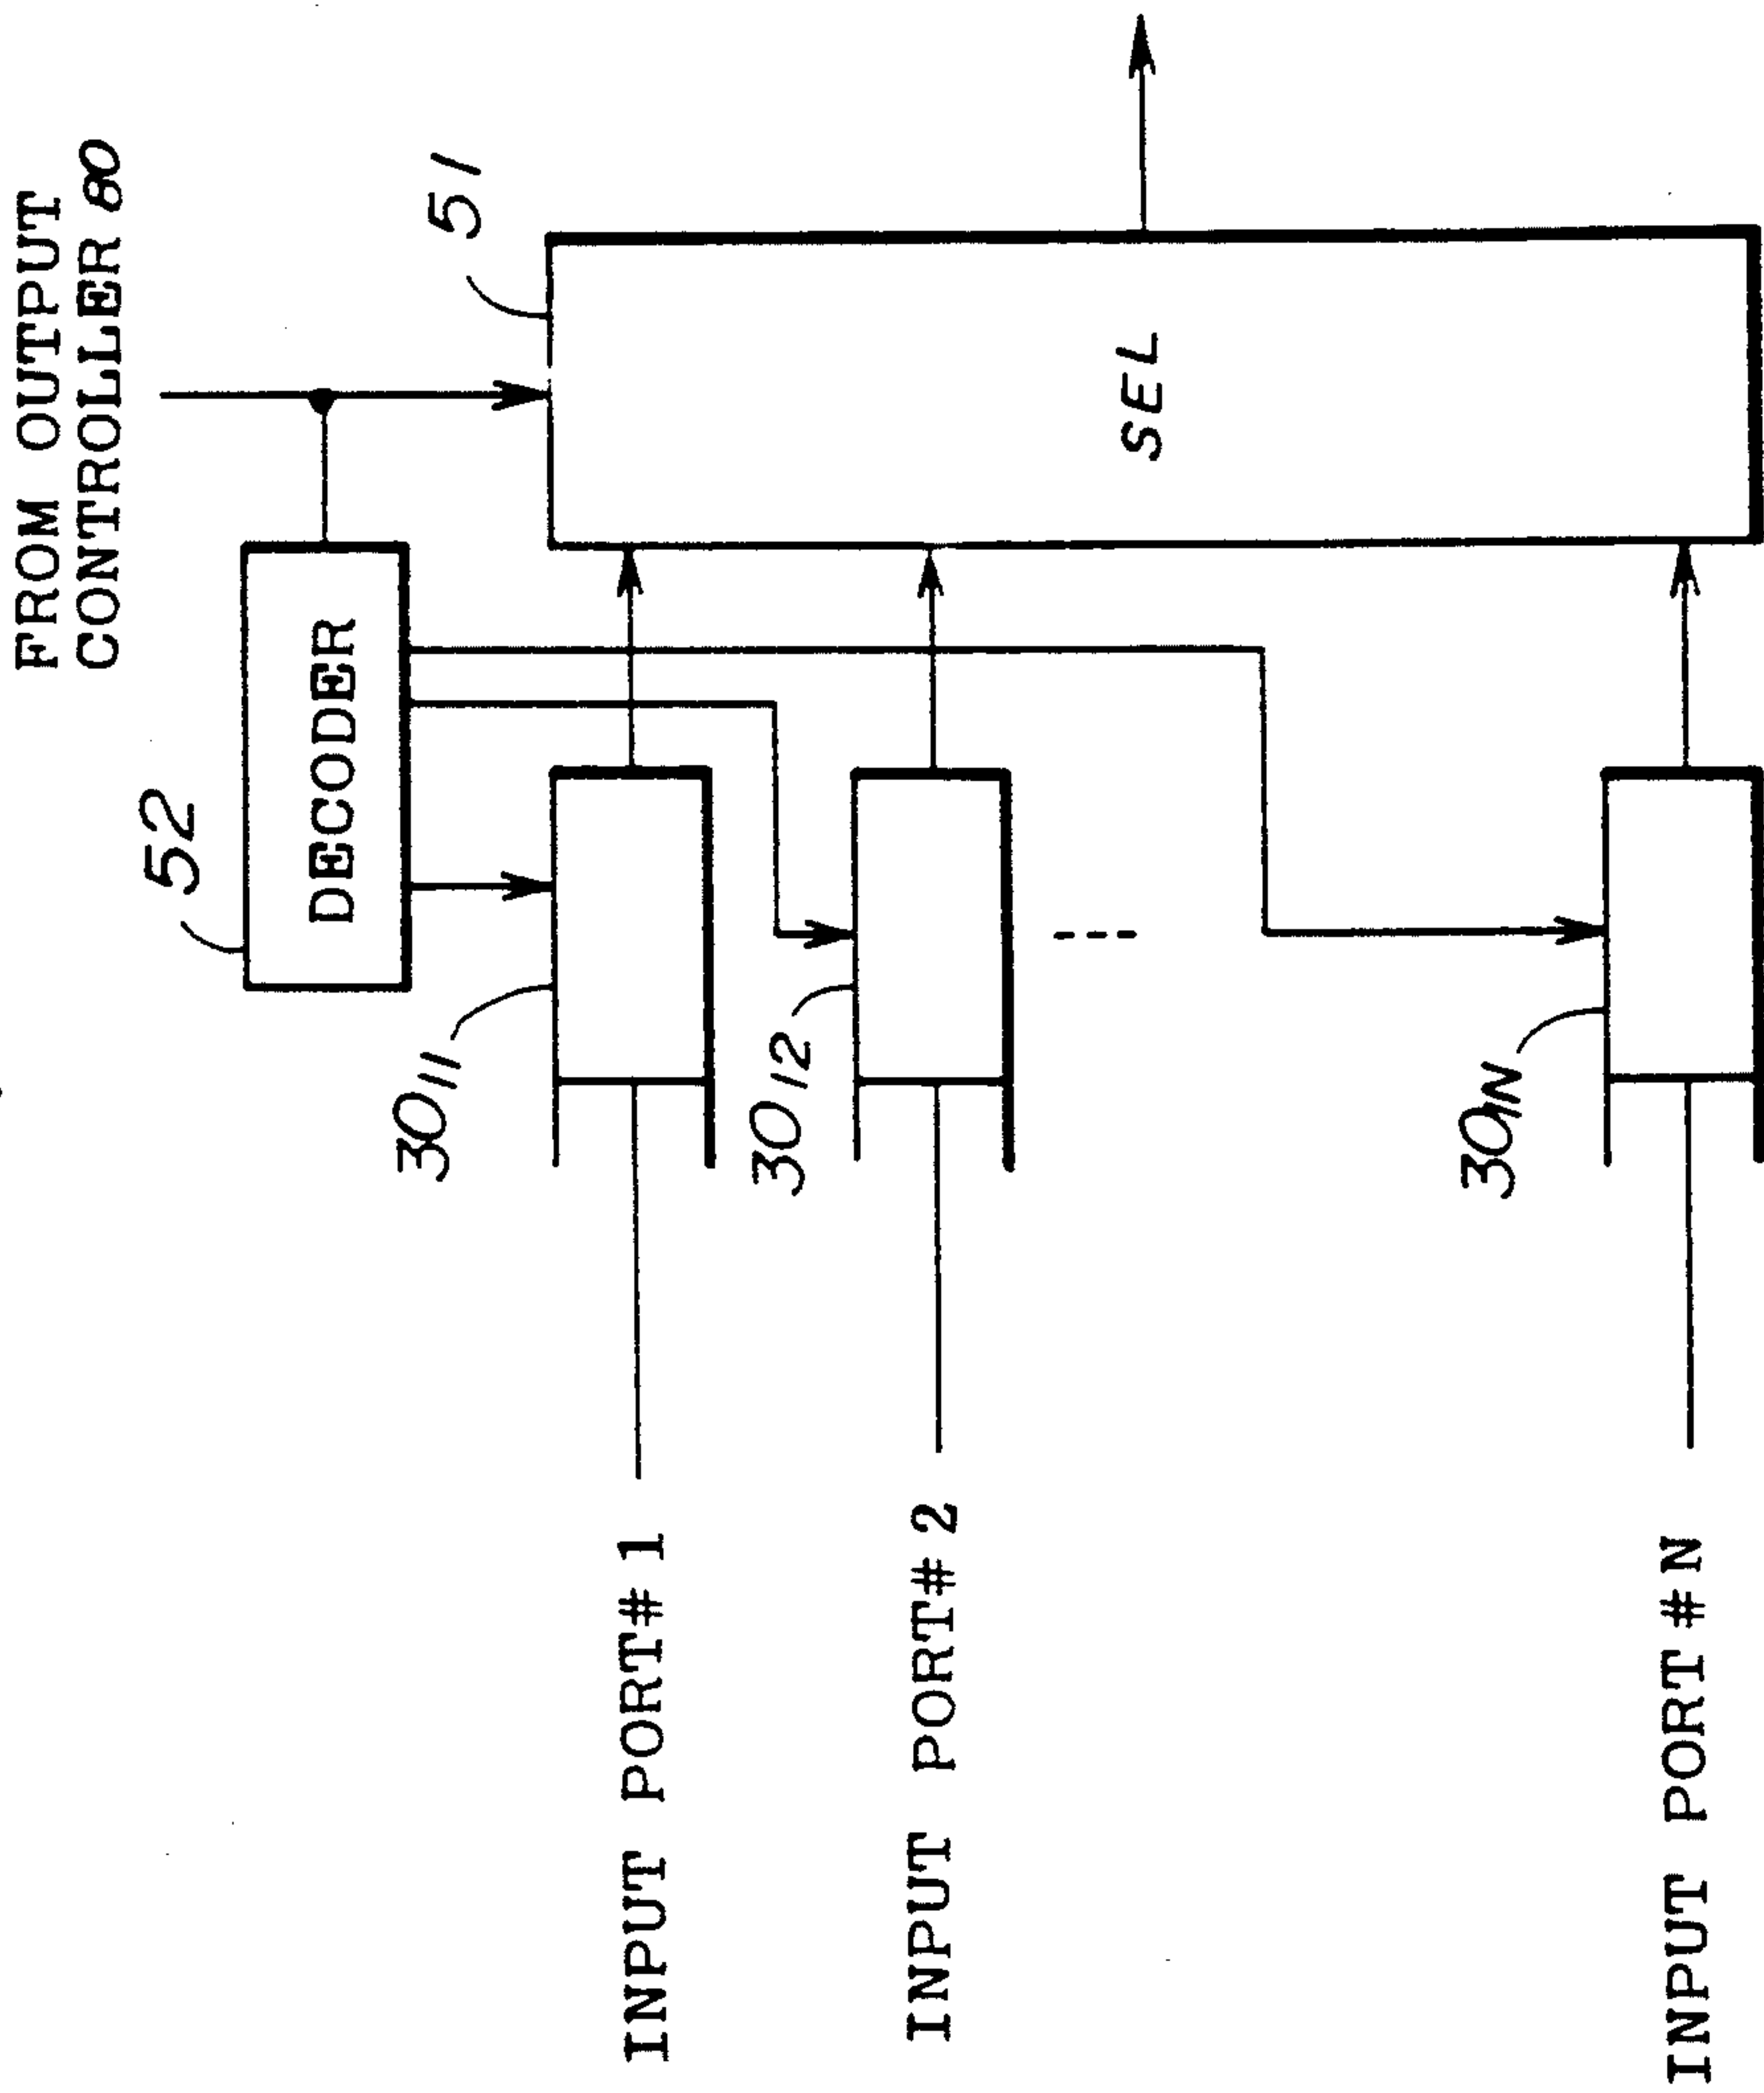 FROM OUTPUT
CONTROLLER 80
52
DECODER
51
SEL
30₁₁
INPUT PORT#1
30₁₂
INPUT PORT#2
30₁N
INPUT PORT #N